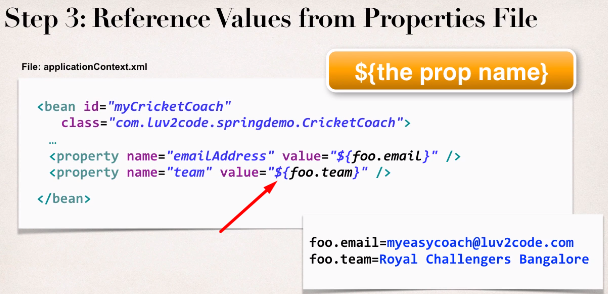 Step 3: Reference Values from Properties File
File: applicationContext.xml
${the prop name}
<bean id="myCricketCoach"
class="com.luv2code.springdemo.CricketCoach">
…
<property name="emailAddress" value="${foo.email}" />
<property name="team" value="${foo.team}" />
</bean>
foo.email=myeasycoach@luv2code.com
foo.team=Royal Challengers Bangalore